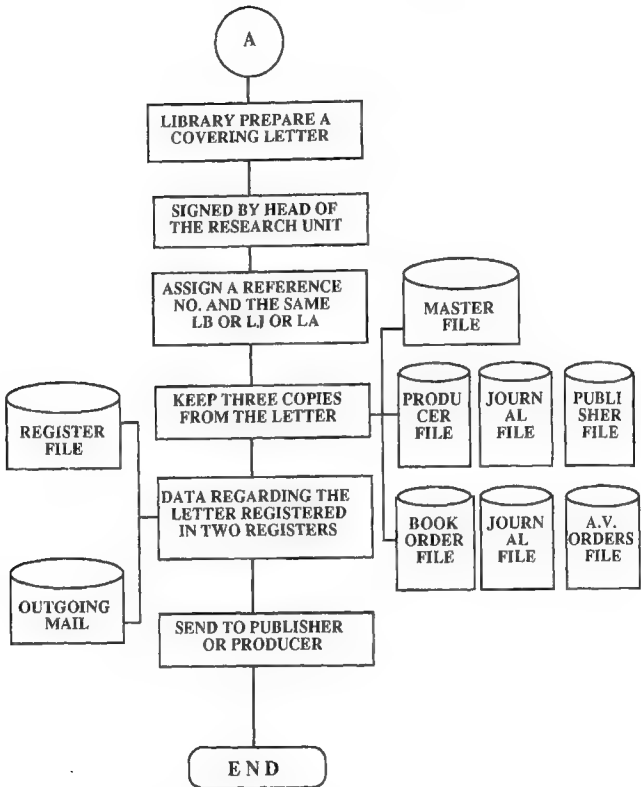 A
LIBRARY PREPARE A
COVERING LETTER
SIGNED BY HEAD OF
THE RESEARCH UNIT
ASSIGN A REFERENCE
NO. AND THE SAME
LB OR LJ OR LA
MASTER
FILE
KEEP THREE COPIES
FROM THE LETTER
PRODU
CER
FILE
JOURN
AL
FILE
PUBLI
SHER
FILE
REGISTER
FILE
DATA REGARDING THE
LETTER REGISTERED
IN TWO REGISTERS
BOOK
ORDER
FILE
JOURN
AL
FILE
A.V.
ORDERS
FILE
OUTGOING
MAIL
SEND TO PUBLISHER
OR PRODUCER
END